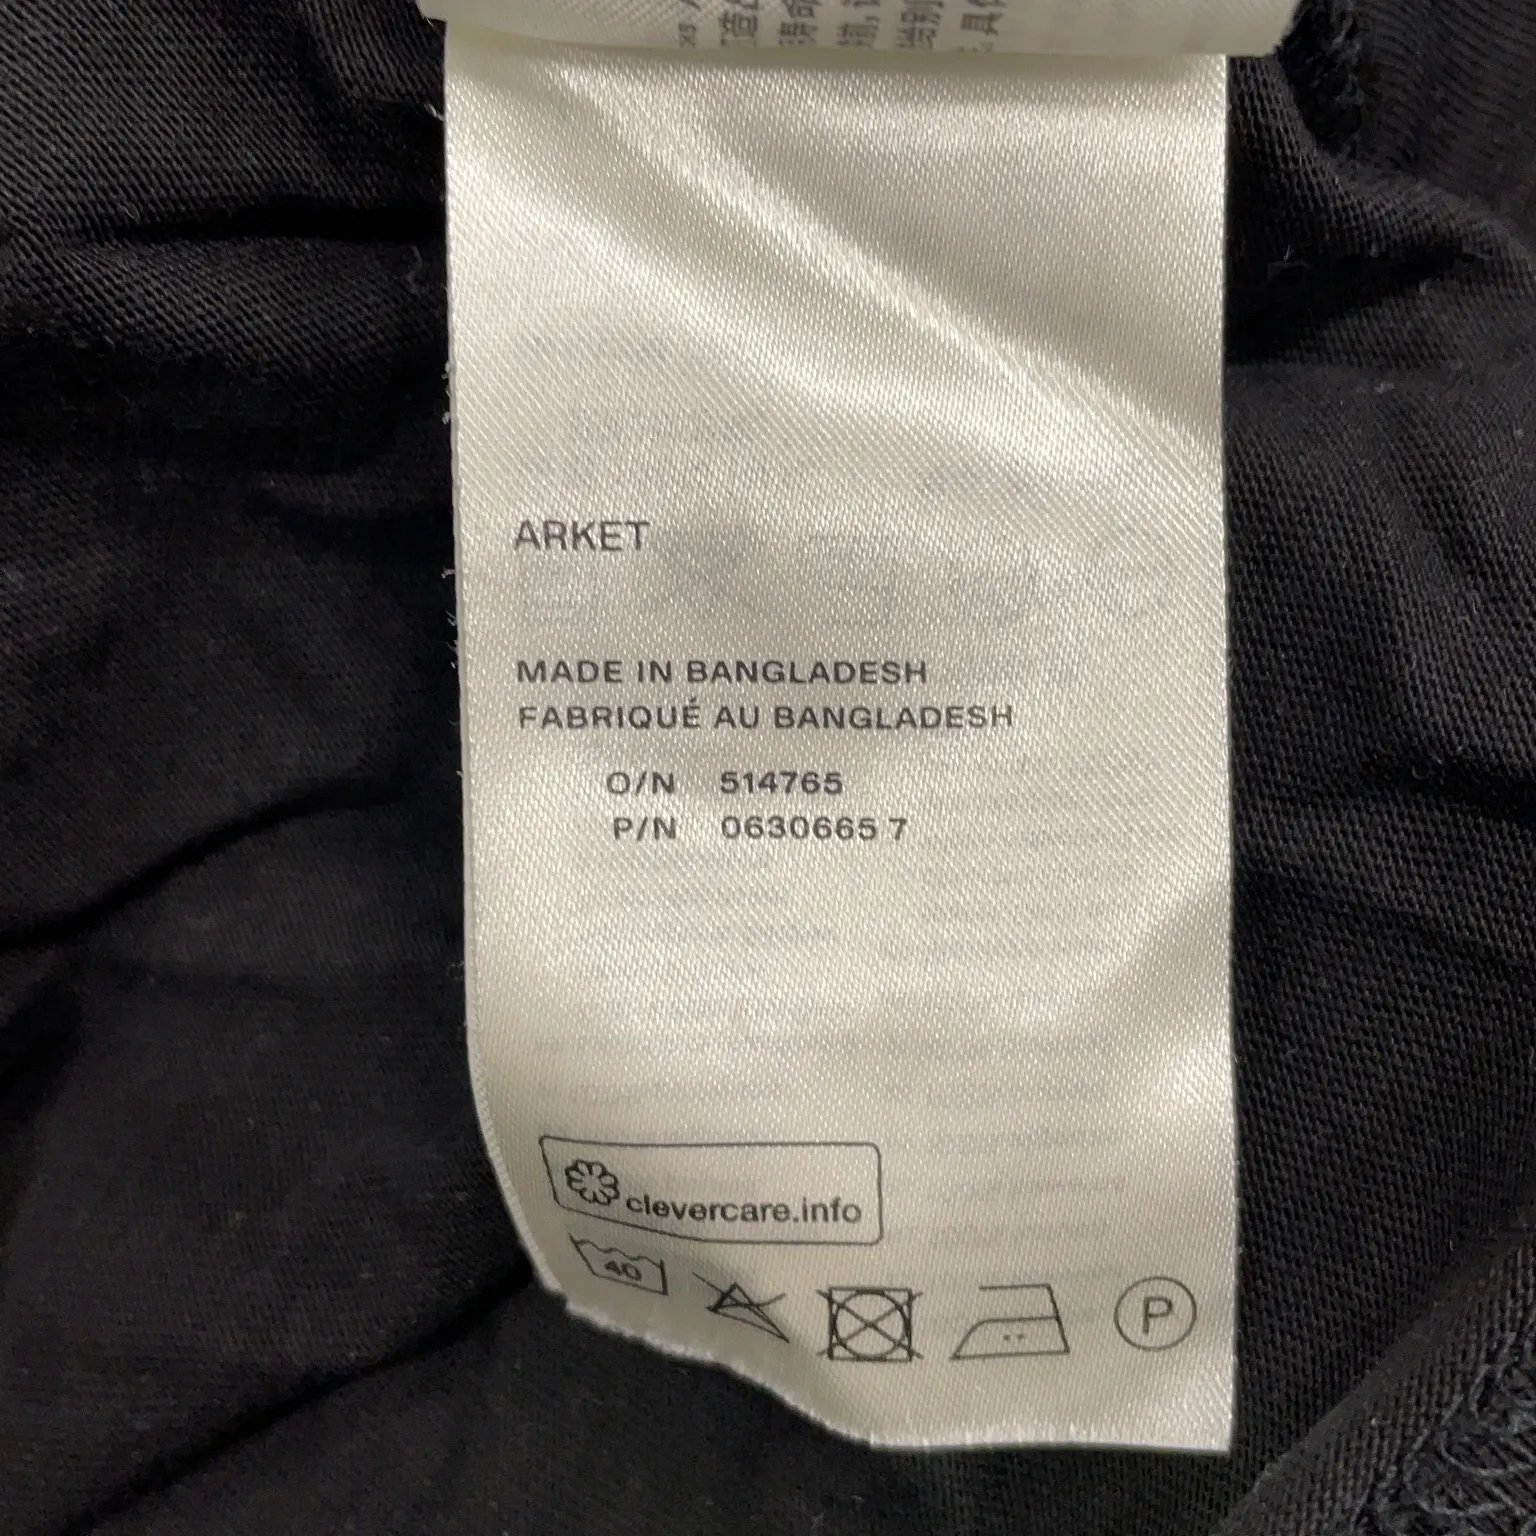 ARKET
MADE IN BANGLADESH
FABRIQUÉ AU BANGLADESH
O/N 514765
P/N 0630665 7
clevercare.info
40
P